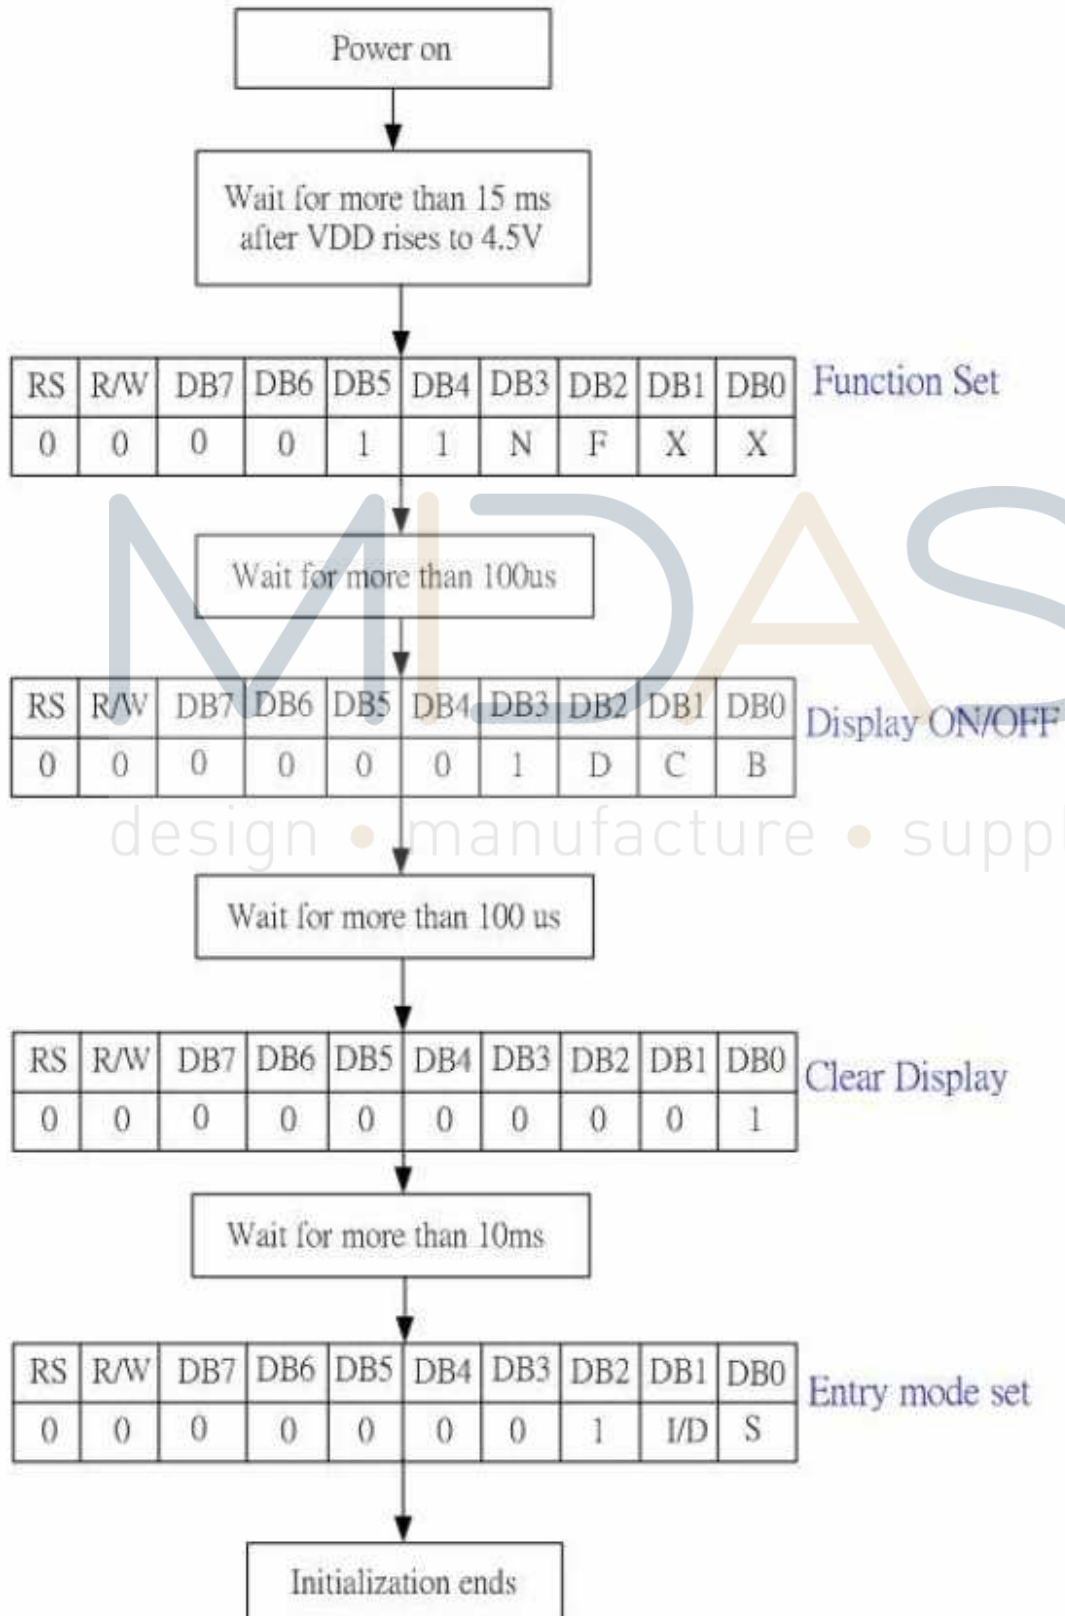 Power on
Wait for more than 15 ms
after VDD rises to 4.5V
RS R/W DB7 DB6 DB5 DB4 DB3 DB2 DB1 DB0
Function Set
0 0 0 0 1 1 N F X X
Wait for more than 100us
MIDAS
RS R/W DB7 DB6 DB5 DB4 DB3 DB2 DB1 DB0
Display ON/OFF
0 0 0 0 0 0 1 D C B
design • manufacture • suppl
Wait for more than 100 us
RS R/W DB7 DB6 DB5 DB4 DB3 DB2 DB1 DB0
Clear Display
0 0 0 0 0 0 0 0 0 1
Wait for more than 10ms
RS R/W DB7 DB6 DB5 DB4 DB3 DB2 DB1 DB0
Entry mode set
0 0 0 0 0 0 0 1 I/D S
Initialization ends